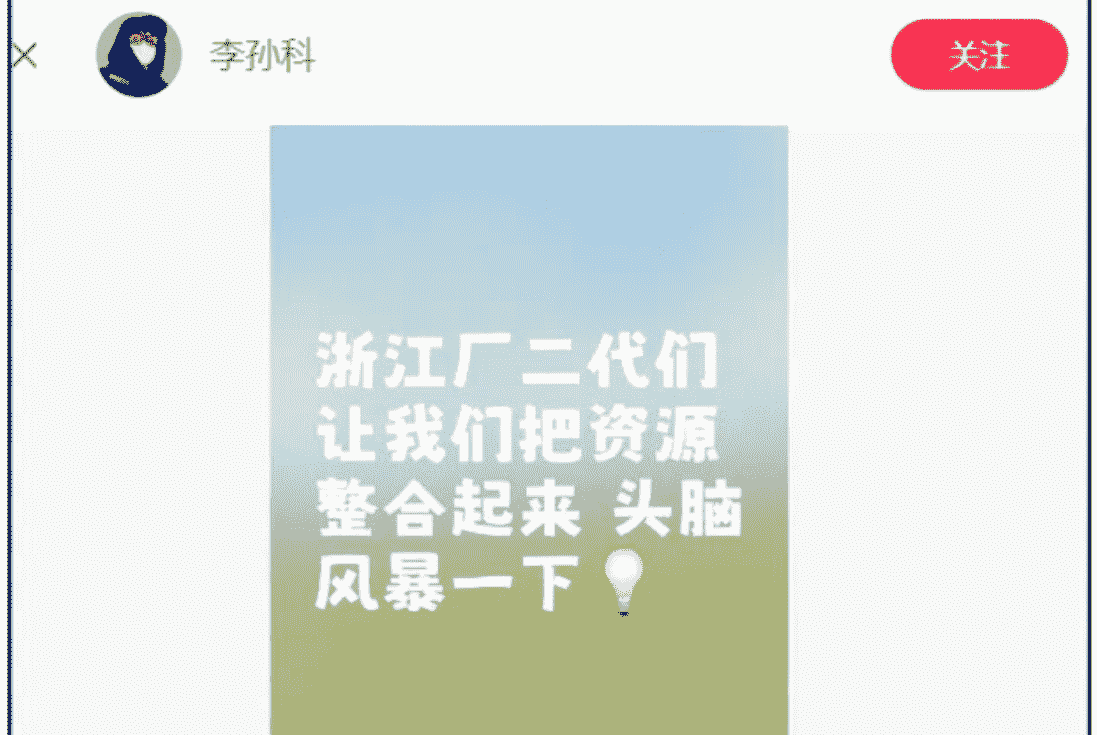 李孙科
关注
浙江厂二代们
让我们把资源
整合起来 头脑
风暴一下💡